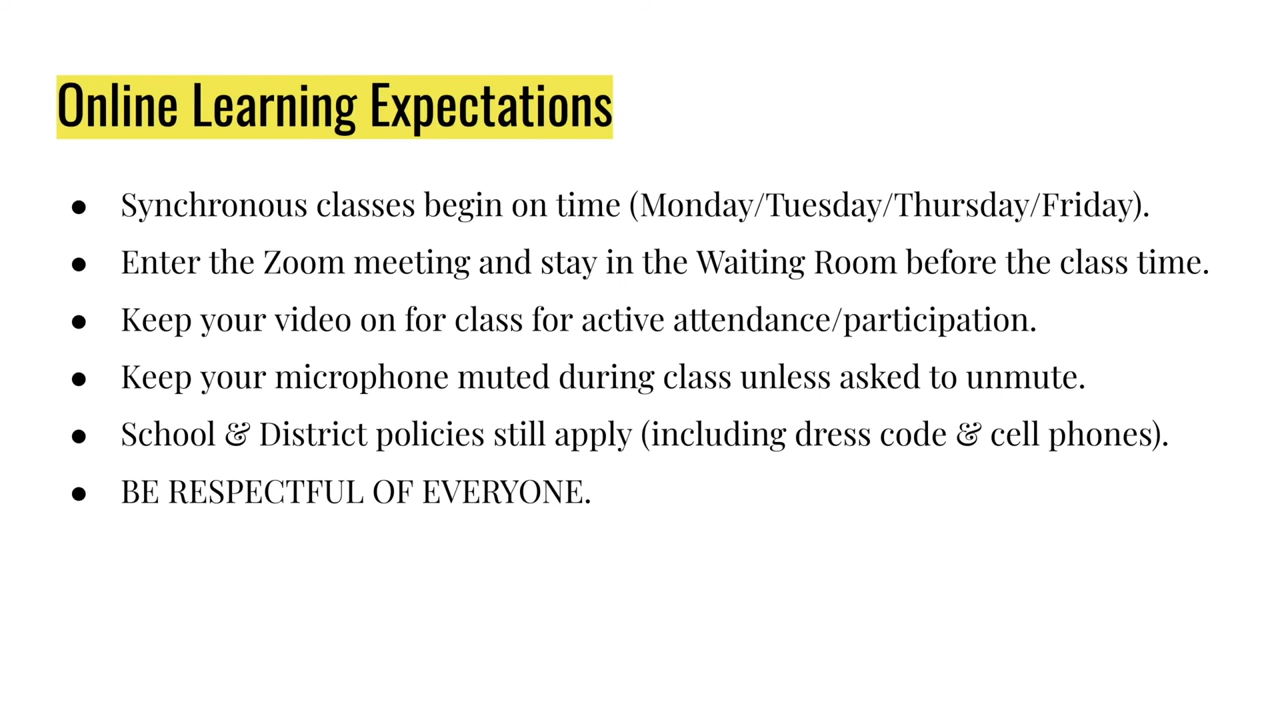 Online Learning Expectations
● Synchronous classes begin on time (Monday/Tuesday/Thursday/Friday).
● Enter the Zoom meeting and stay in the Waiting Room before the class time.
● Keep your video on for class for active attendance/participation.
● Keep your microphone muted during class unless asked to unmute.
● School & District policies still apply (including dress code & cell phones).
● BE RESPECTFUL OF EVERYONE.